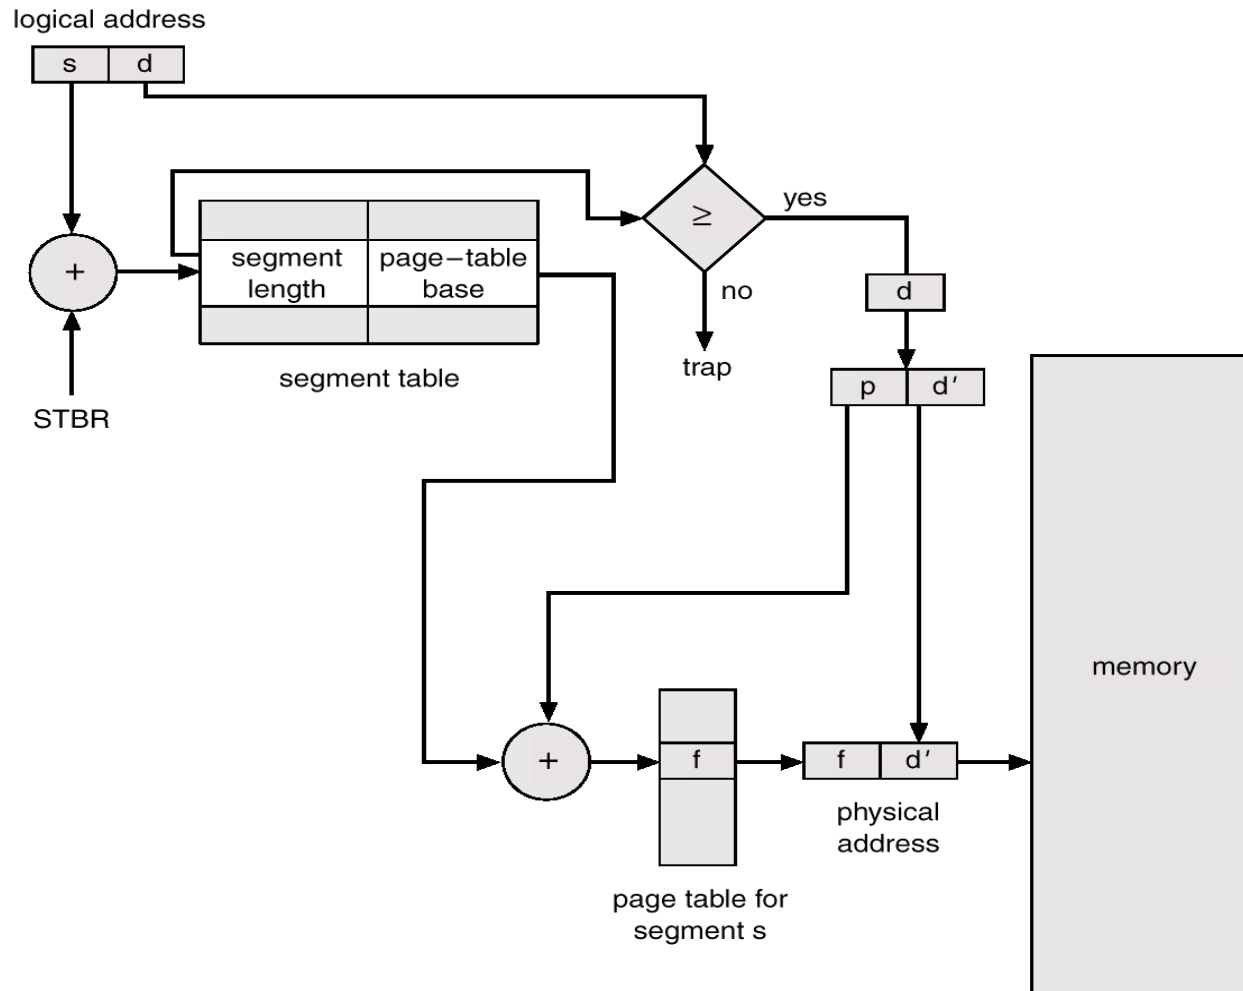 logical address
s d
≥
yes
+
segment length
page–table base
no
d
trap
segment table
p d′
STBR
memory
+
f
f d′
physical
address
page table for
segment s